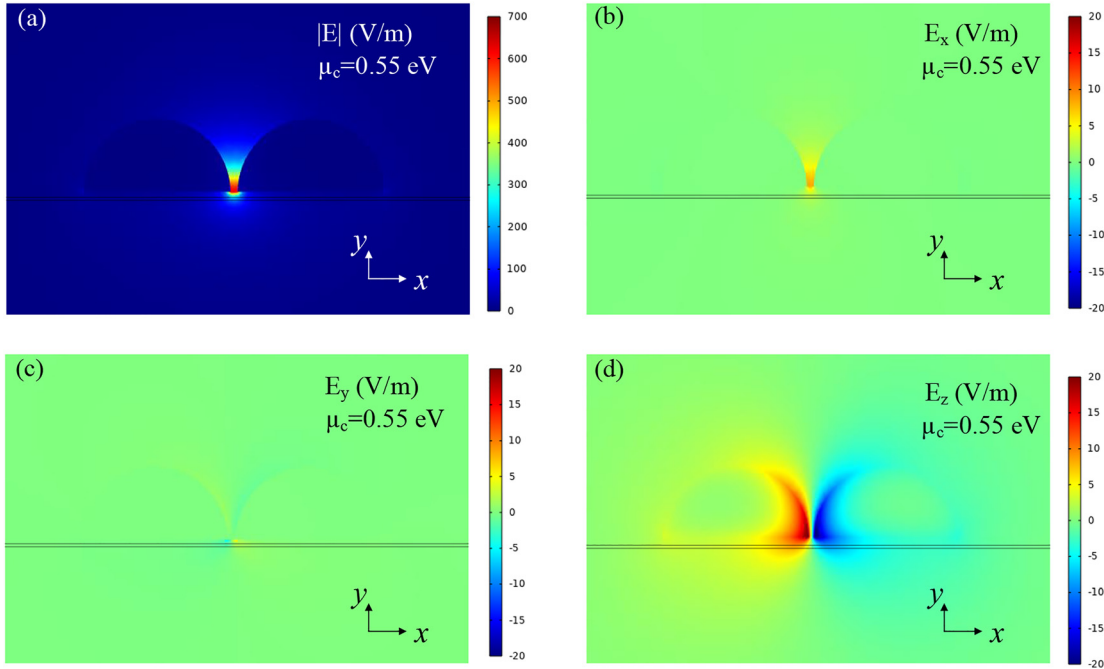 (a)
|E| (V/m)
μc=0.55 eV
700
600
500
400
300
200
100
0
y
x
(b)
Ex (V/m)
μc=0.55 eV
20
15
10
5
0
-5
-10
-15
-20
y
x
(c)
Ey (V/m)
μc=0.55 eV
20
15
10
5
0
-5
-10
-15
-20
y
x
(d)
Ez (V/m)
μc=0.55 eV
20
15
10
5
0
-5
-10
-15
-20
y
x